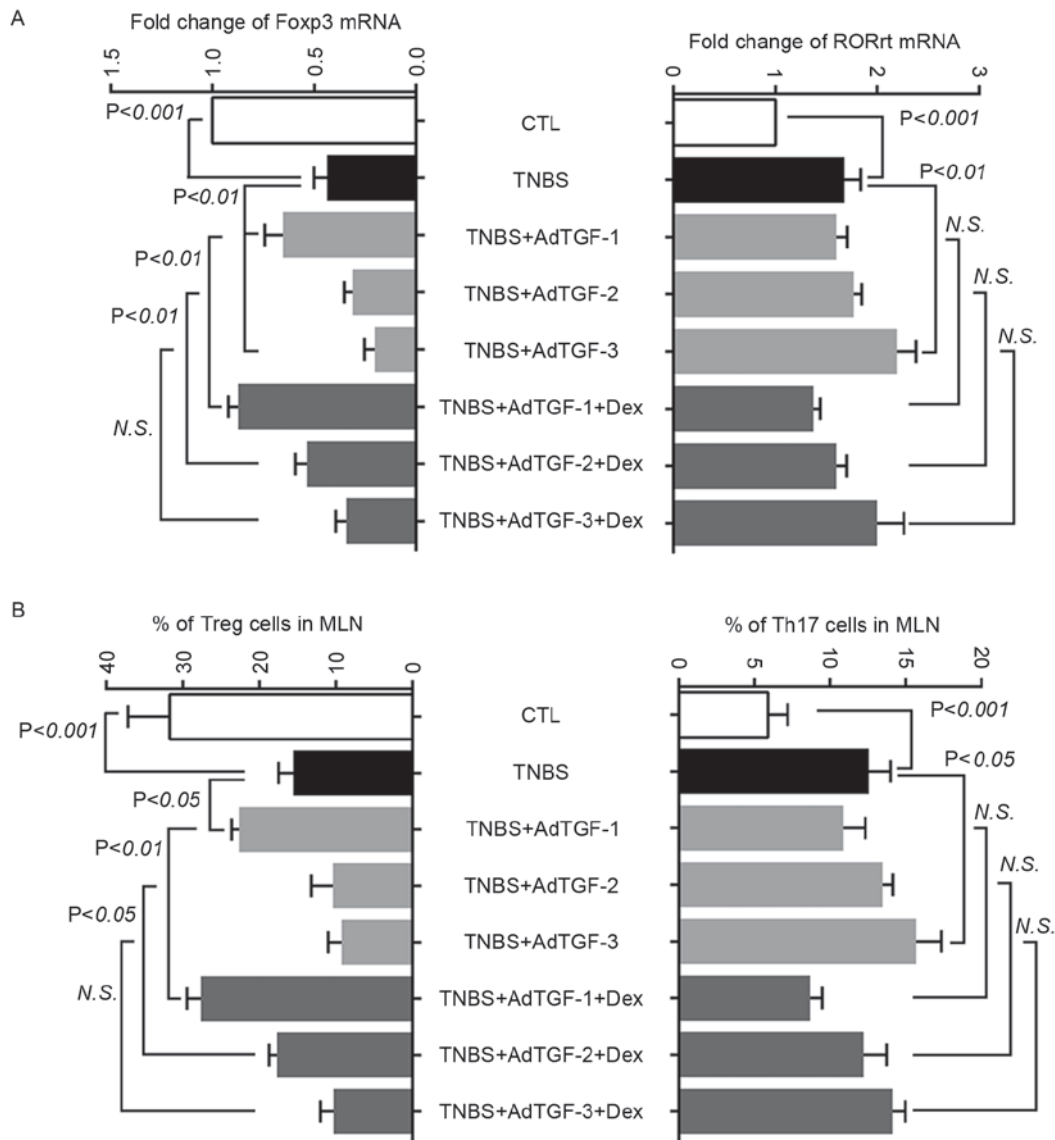 A
Fold change of Foxp3 mRNA
Fold change of RORrt mRNA
1.5
1.0
0.5
0.0
0
1
2
3
P<0.001
P<0.01
P<0.01
P<0.01
N.S.
CTL
TNBS
TNBS+AdTGF-1
TNBS+AdTGF-2
TNBS+AdTGF-3
TNBS+AdTGF-1+Dex
TNBS+AdTGF-2+Dex
TNBS+AdTGF-3+Dex
P<0.001
P<0.01
N.S.
N.S.
N.S.
B
% of Treg cells in MLN
% of Th17 cells in MLN
40
30
20
10
0
0
5
10
15
20
P<0.001
P<0.05
P<0.01
P<0.05
N.S.
CTL
TNBS
TNBS+AdTGF-1
TNBS+AdTGF-2
TNBS+AdTGF-3
TNBS+AdTGF-1+Dex
TNBS+AdTGF-2+Dex
TNBS+AdTGF-3+Dex
P<0.001
P<0.05
N.S.
N.S.
N.S.